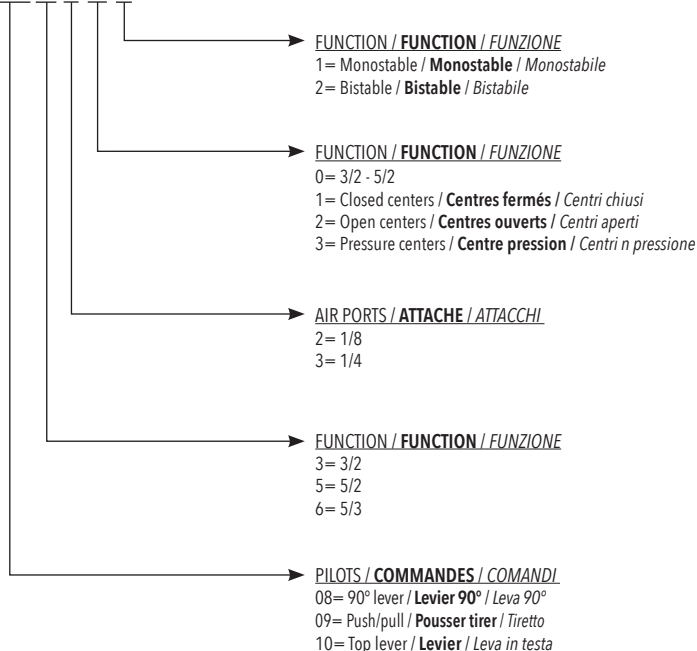 FUNCTION / FUNCTION / FUNZIONE
1= Monostable / Monostable / Monostabile
2= Bistable / Bistable / Bistabile
FUNCTION / FUNCTION / FUNZIONE
0= 3/2 - 5/2
1= Closed centers / Centres fermés / Centri chiusi
2= Open centers / Centres ouverts / Centri aperti
3= Pressure centers / Centre pression / Centri n pressione
AIR PORTS / ATTACHE / ATTACCHI
2= 1/8
3= 1/4
FUNCTION / FUNCTION / FUNZIONE
3= 3/2
5= 5/2
6= 5/3
PILOTS / COMMANDES / COMANDI
08= 90º lever / Levier 90º / Leva 90º
09= Push/pull / Pousser tirer / Tiretto
10= Top lever / Levier / Leva in testa